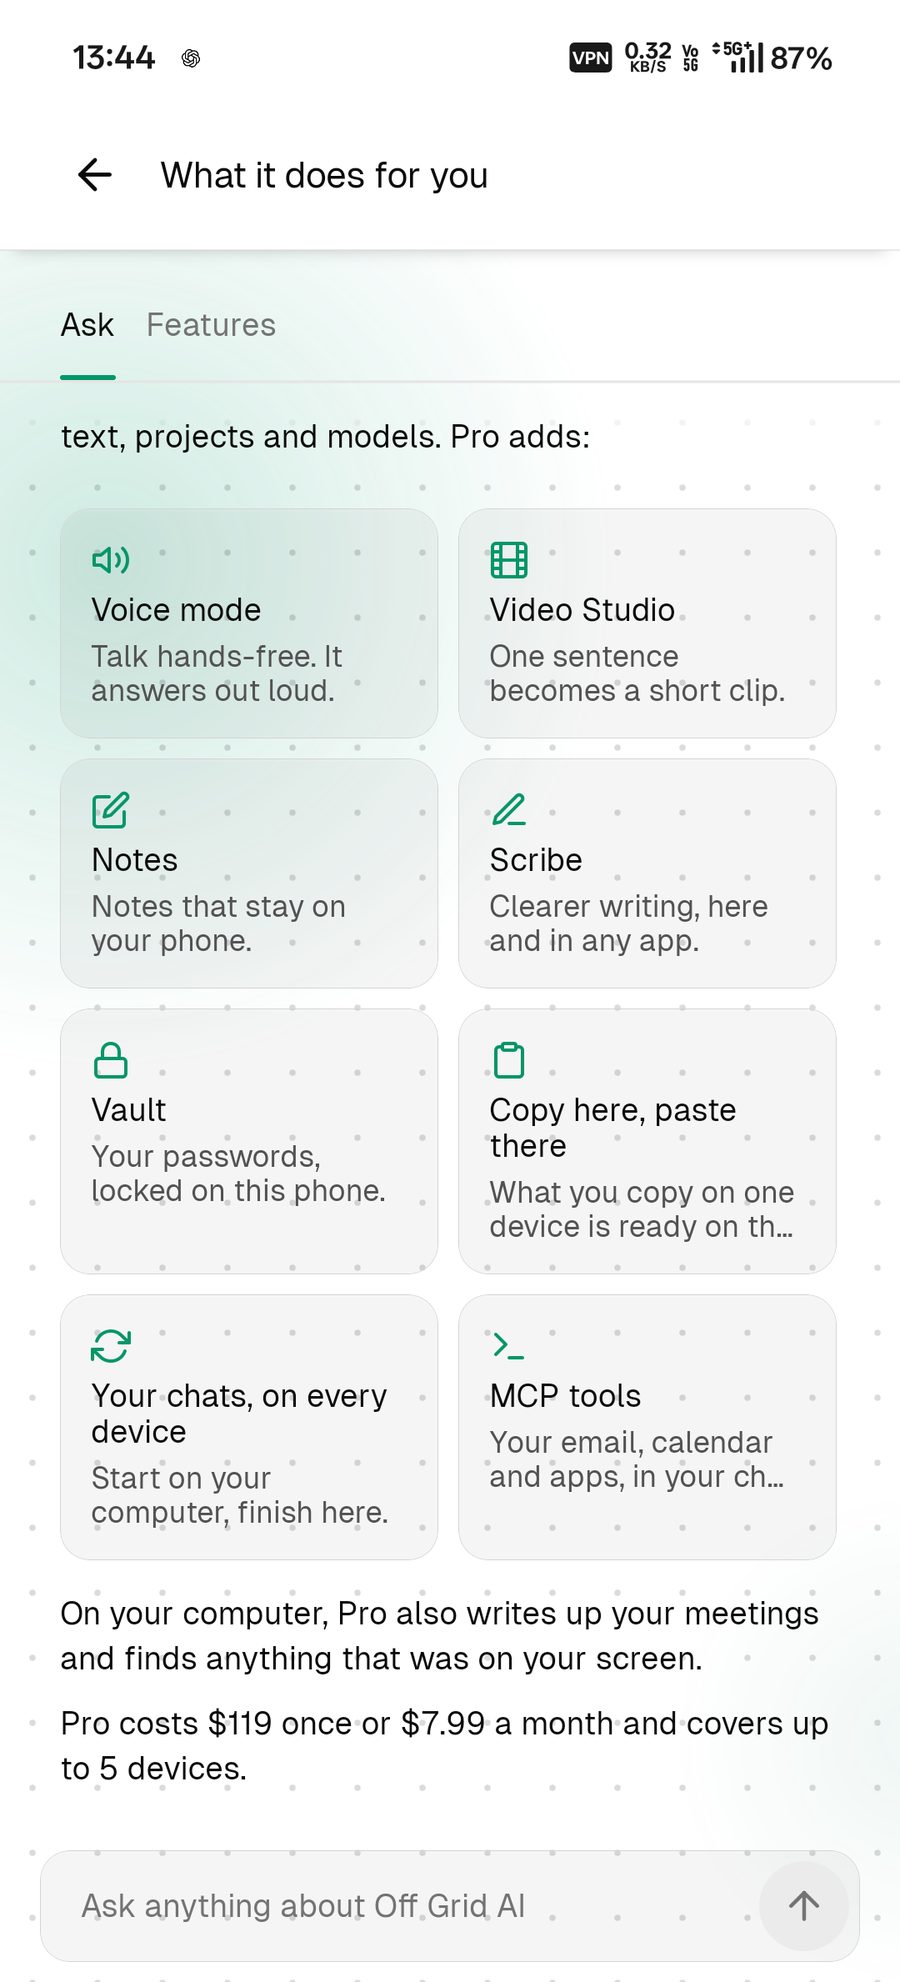 13:44
VPN 0.32 KB/S Vo 5G 5G+ 87%
What it does for you
Ask Features
text, projects and models. Pro adds:
Voice mode
Talk hands-free. It
answers out loud.
Video Studio
One sentence
becomes a short clip.
Notes
Notes that stay on
your phone.
Scribe
Clearer writing, here
and in any app.
Vault
Your passwords,
locked on this phone.
Copy here, paste
there
What you copy on one
device is ready on th...
Your chats, on every
device
Start on your
computer, finish here.
MCP tools
Your email, calendar
and apps, in your ch...
On your computer, Pro also writes up your meetings
and finds anything that was on your screen.
Pro costs $119 once or $7.99 a month and covers up
to 5 devices.
Ask anything about Off Grid AI